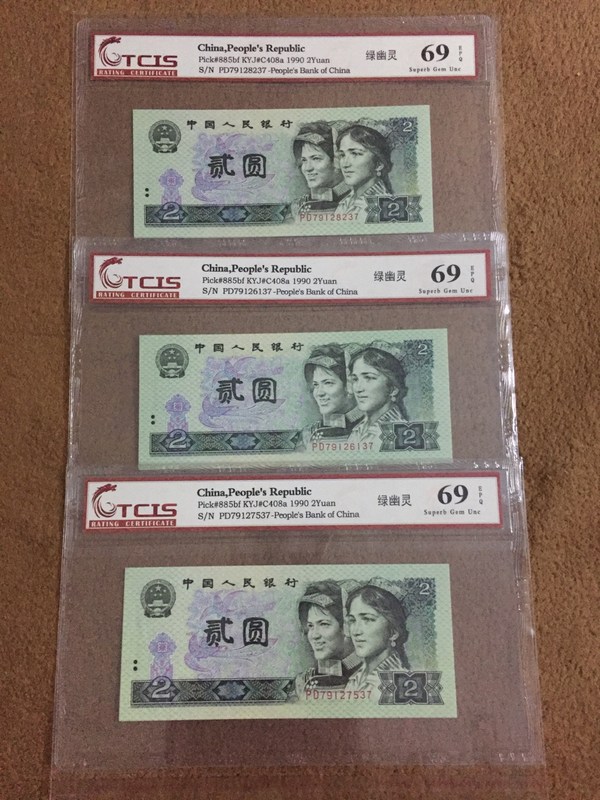 TCIS
RATING CERTIFICATE
China,People's Republic
Pick#885bf KYJ#C408a 1990 2Yuan
S/N PD79128237-People's Bank of China
绿幽灵
69 EPQ
Superb Gem Unc
中国人民银行
贰圆
2
2
2
PD79128237
TCIS
RATING CERTIFICATE
China,People's Republic
Pick#885bf KYJ#C408a 1990 2Yuan
S/N PD79126137-People's Bank of China
绿幽灵
69 EPQ
Superb Gem Unc
中国人民银行
贰圆
2
2
2
PD79126137
TCIS
RATING CERTIFICATE
China,People's Republic
Pick#885bf KYJ#C408a 1990 2Yuan
S/N PD79127537-People's Bank of China
绿幽灵
69 EPQ
Superb Gem Unc
中国人民银行
贰圆
2
2
2
PD79127537